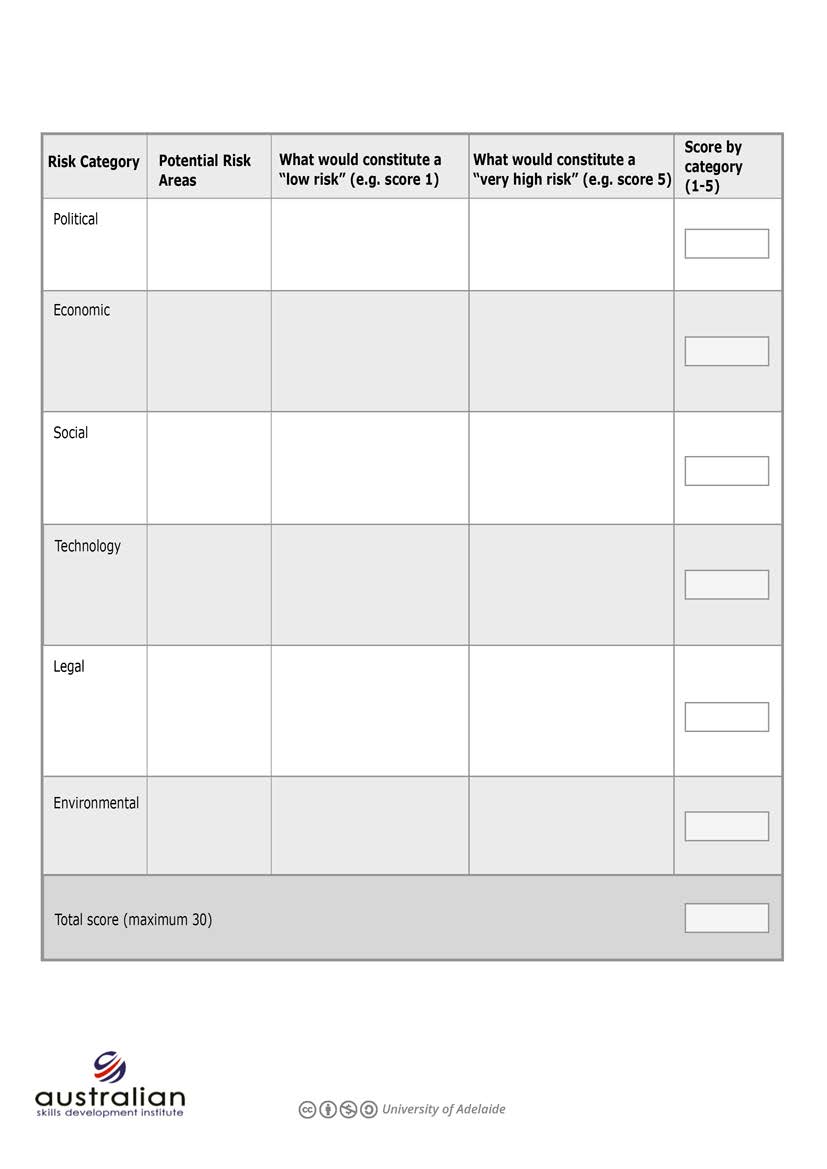 Risk Category
Potential Risk
Areas
What would constitute a
“low risk” (e.g. score 1)
What would constitute a
“very high risk” (e.g. score 5)
Score by
category
(1-5)
Political
Economic
Social
Technology
Legal
Environmental
Total score (maximum 30)
australian
skills development institute
cc
University of Adelaide